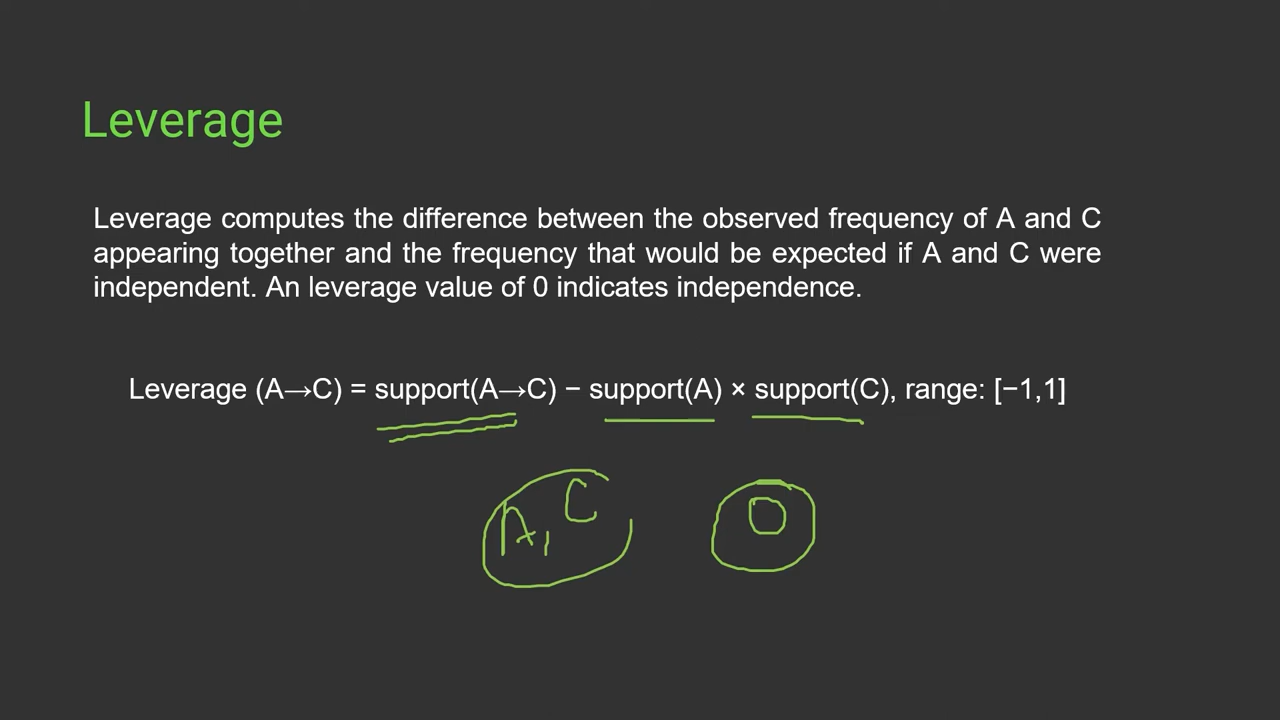 Leverage
Leverage computes the difference between the observed frequency of A and C
appearing together and the frequency that would be expected if A and C were
independent. An leverage value of 0 indicates independence.
Leverage (A→C) = support(A→C) − support(A) × support(C), range: [−1,1]
A, C 0